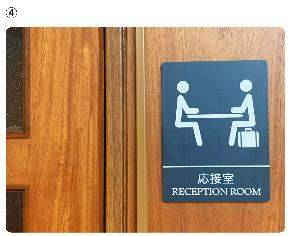 ④
応接室
RECEPTION ROOM